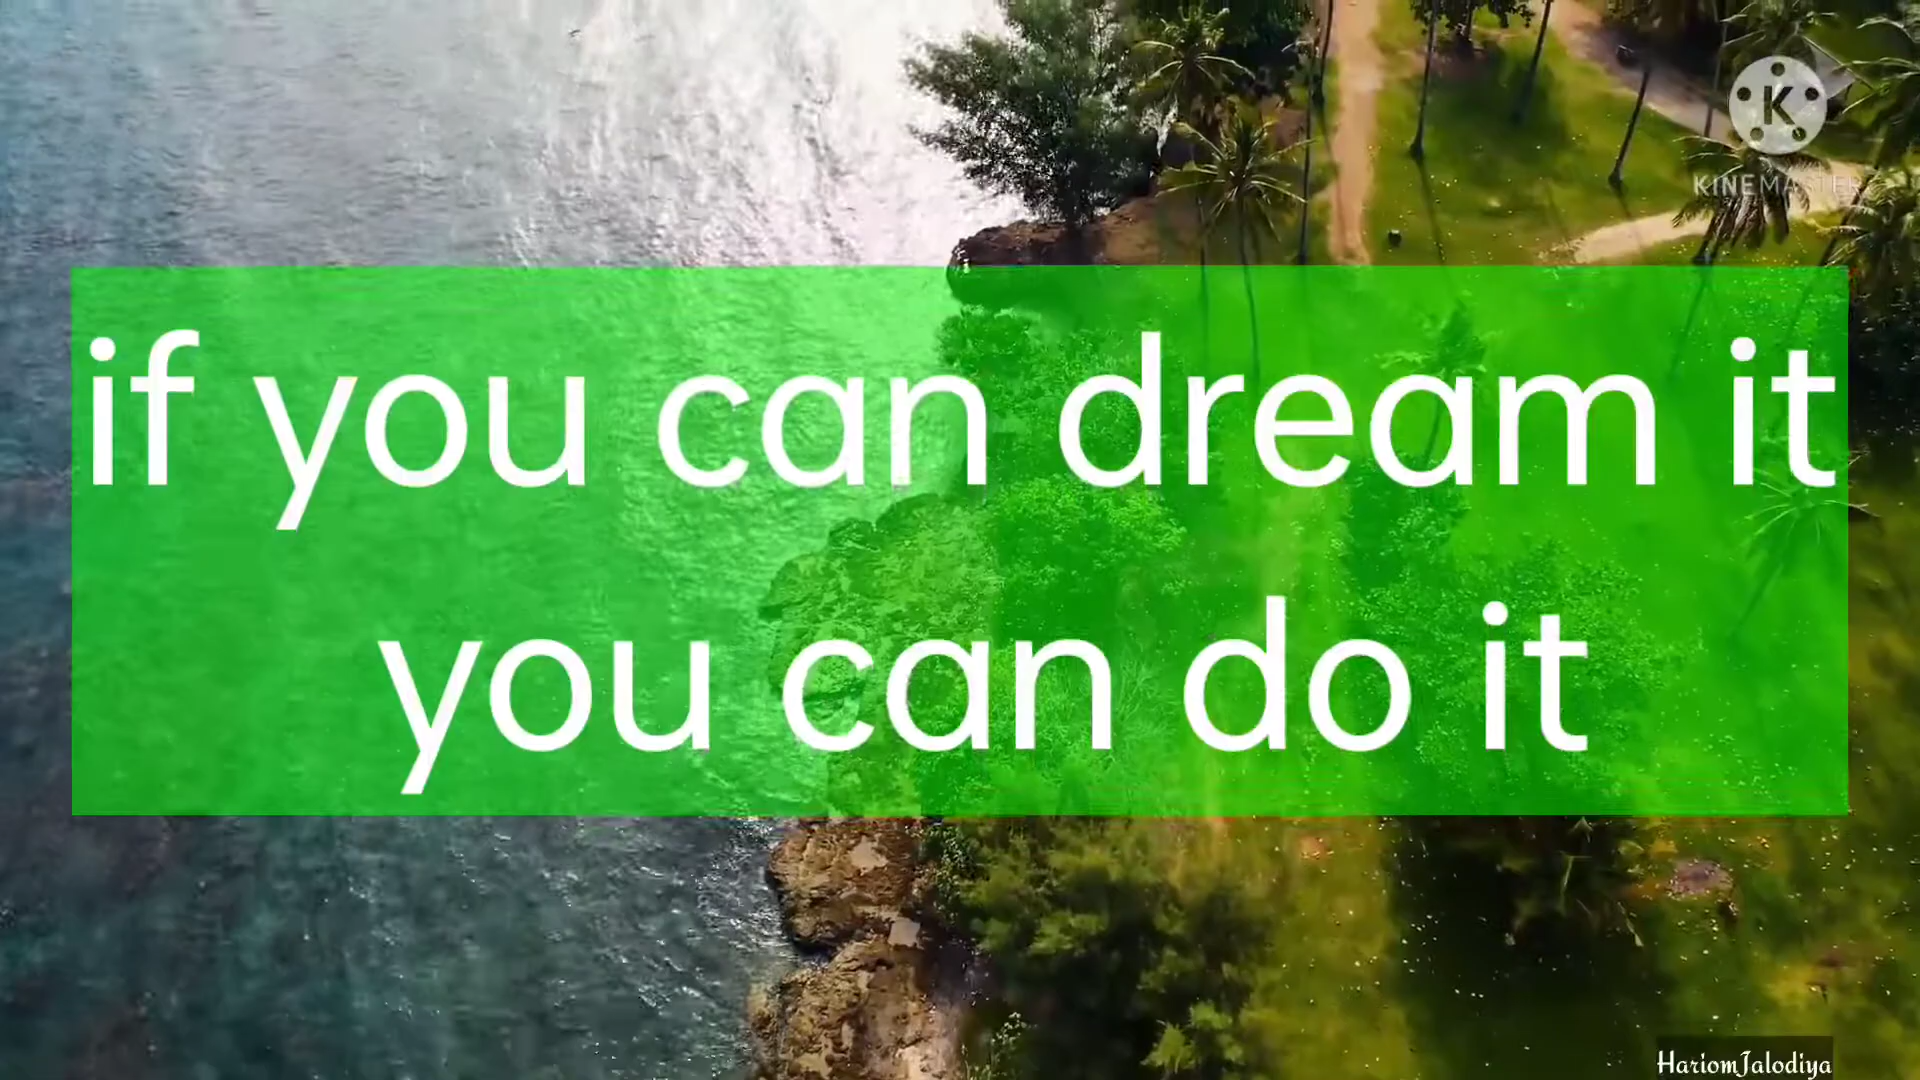 K
KINEMASTER
if you can dream it
you can do it
HariomJalodiya